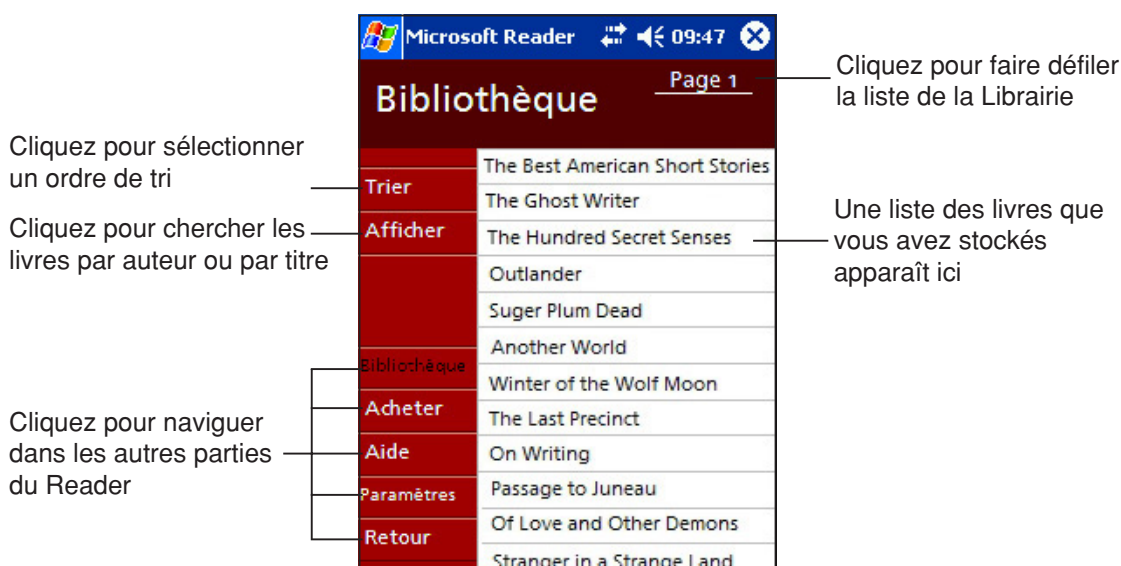 Microsoft Reader 09:47
Bibliothèque
Page 1
Cliquez pour faire défiler
la liste de la Librairie
Cliquez pour sélectionner
un ordre de tri
Cliquez pour chercher les
livres par auteur ou par titre
Cliquez pour naviguer
dans les autres parties
du Reader
Trier
Afficher
Bibliothèque
Acheter
Aide
Paramètres
Retour
The Best American Short Stories
The Ghost Writer
The Hundred Secret Senses
Outlander
Suger Plum Dead
Another World
Winter of the Wolf Moon
The Last Precinct
On Writing
Passage to Juneau
Of Love and Other Demons
Stranger in a Strange Land
Une liste des livres que
vous avez stockés
apparaît ici